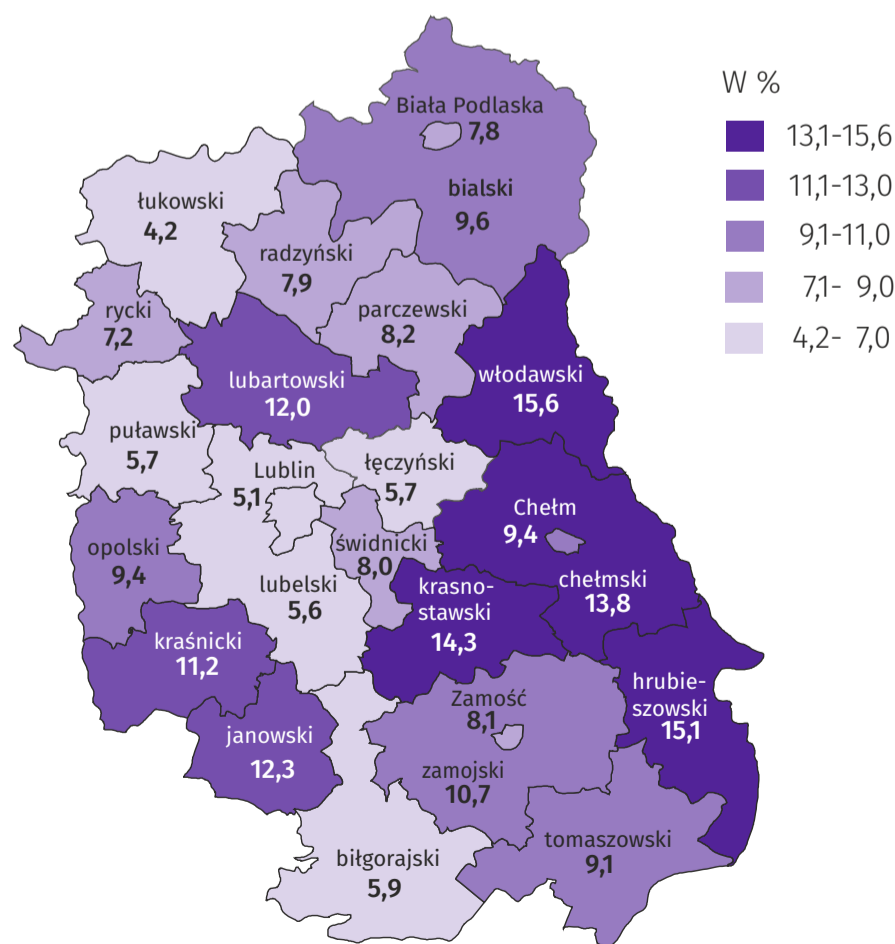 W %
13,1-15,6
11,1-13,0
9,1-11,0
7,1- 9,0
4,2- 7,0
Biała Podlaska
7,8
bialski
9,6
łukowski
4,2
radzyński
7,9
rycki
7,2
parczewski
8,2
lubartowski
12,0
włodawski
15,6
puławski
5,7
Lublin
5,1
łęczyński
5,7
Chełm
9,4
opolski
9,4
świdnicki
8,0
lubelski
5,6
krasno-
stawski
14,3
chełmski
13,8
kraśnicki
11,2
hrubie-
szowski
15,1
Zamość
8,1
janowski
12,3
zamojski
10,7
tomaszowski
9,1
biłgorajski
5,9